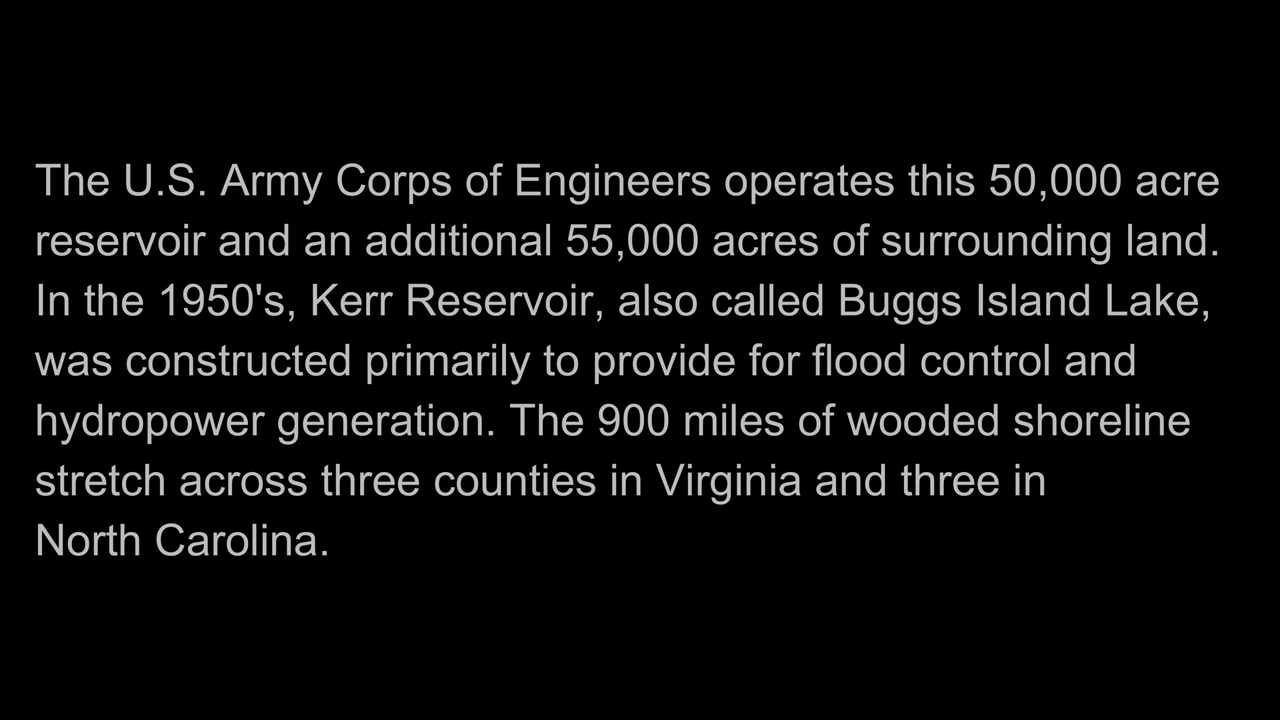 The U.S. Army Corps of Engineers operates this 50,000 acre
reservoir and an additional 55,000 acres of surrounding land.
In the 1950's, Kerr Reservoir, also called Buggs Island Lake,
was constructed primarily to provide for flood control and
hydropower generation. The 900 miles of wooded shoreline
stretch across three counties in Virginia and three in
North Carolina.